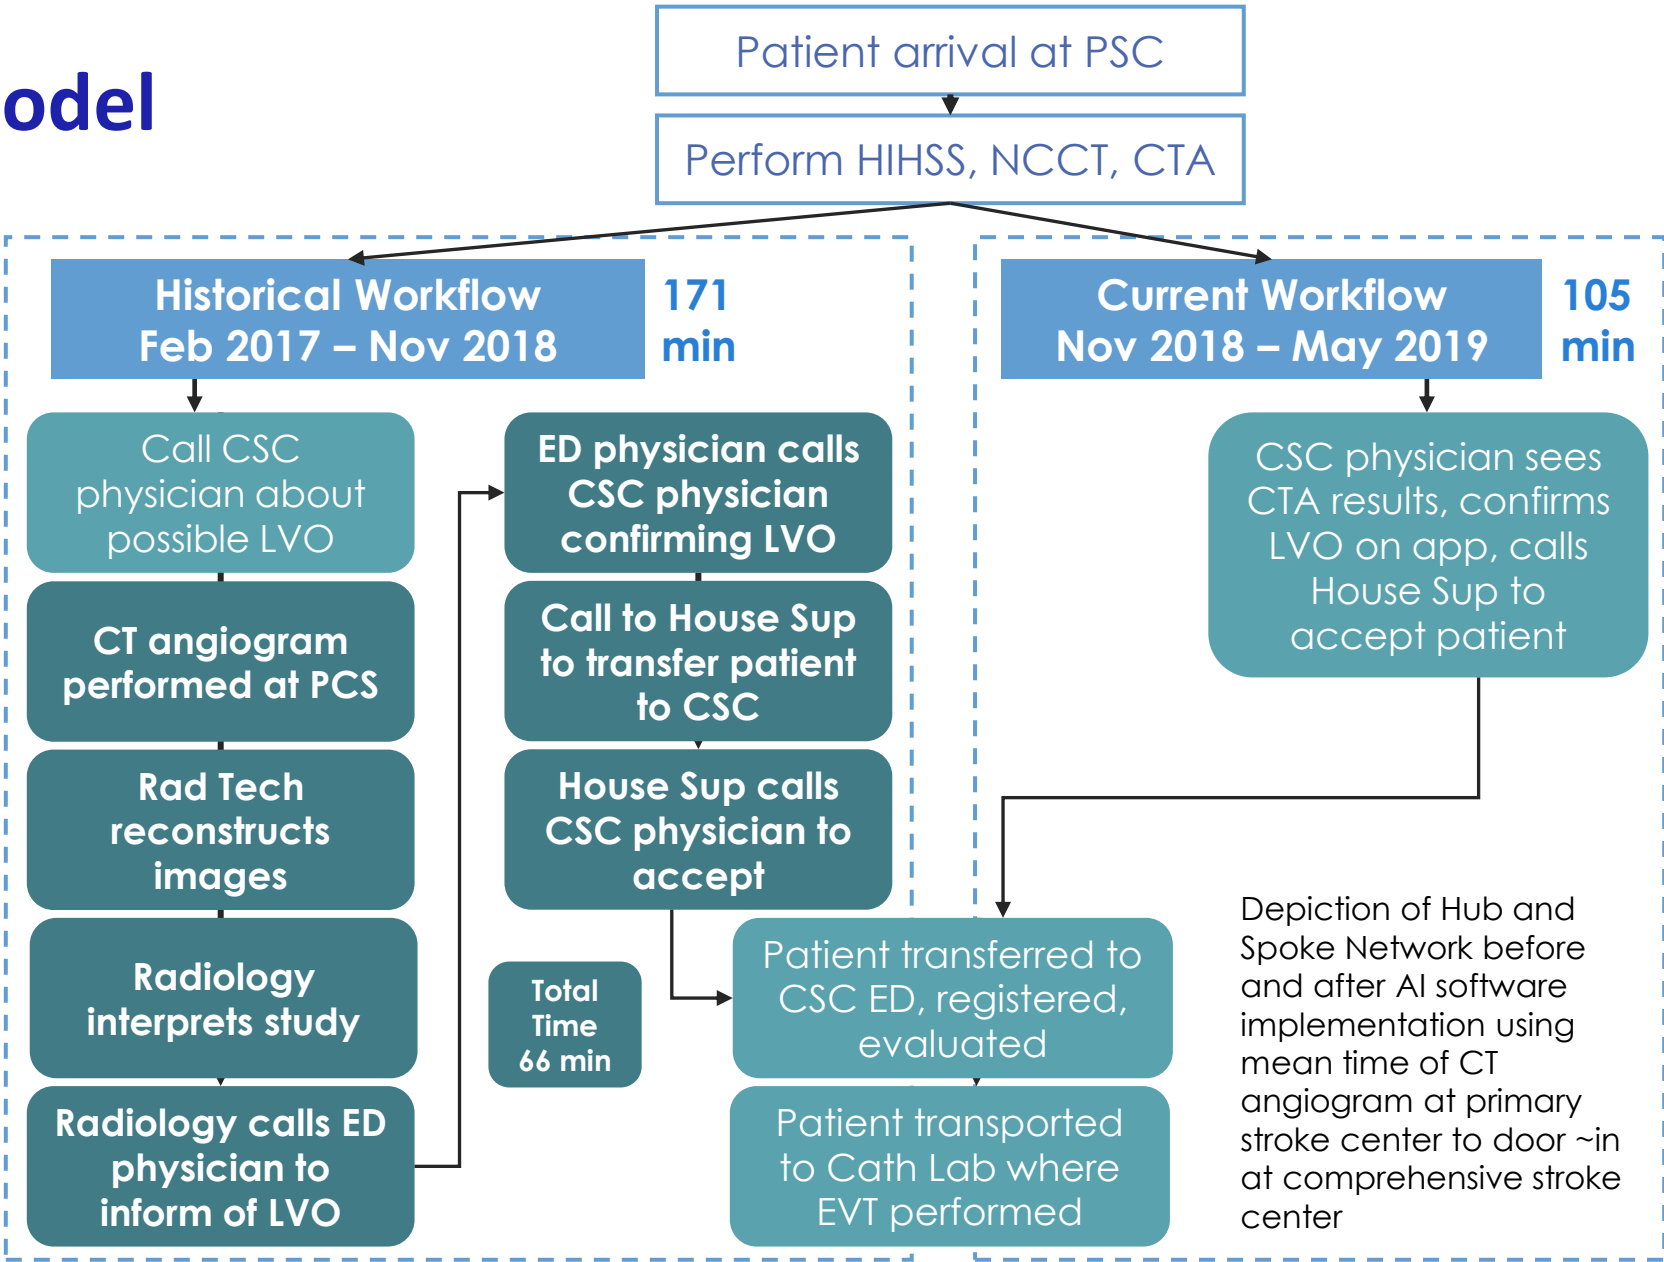 odel
Patient arrival at PSC
Perform HIHSS, NCCT, CTA
Historical Workflow
Feb 2017 – Nov 2018
171
min
Call CSC
physician about
possible LVO
CT angiogram
performed at PCS
Rad Tech
reconstructs
images
Radiology
interprets study
Radiology calls ED
physician to
inform of LVO
ED physician calls
CSC physician
confirming LVO
Call to House Sup
to transfer patient
to CSC
House Sup calls
CSC physician to
accept
Total
Time
66 min
Current Workflow
Nov 2018 – May 2019
105
min
CSC physician sees
CTA results, confirms
LVO on app, calls
House Sup to
accept patient
Patient transferred to
CSC ED, registered,
evaluated
Patient transported
to Cath Lab where
EVT performed
Depiction of Hub and
Spoke Network before
and after AI software
implementation using
mean time of CT
angiogram at primary
stroke center to door ~in
at comprehensive stroke
center